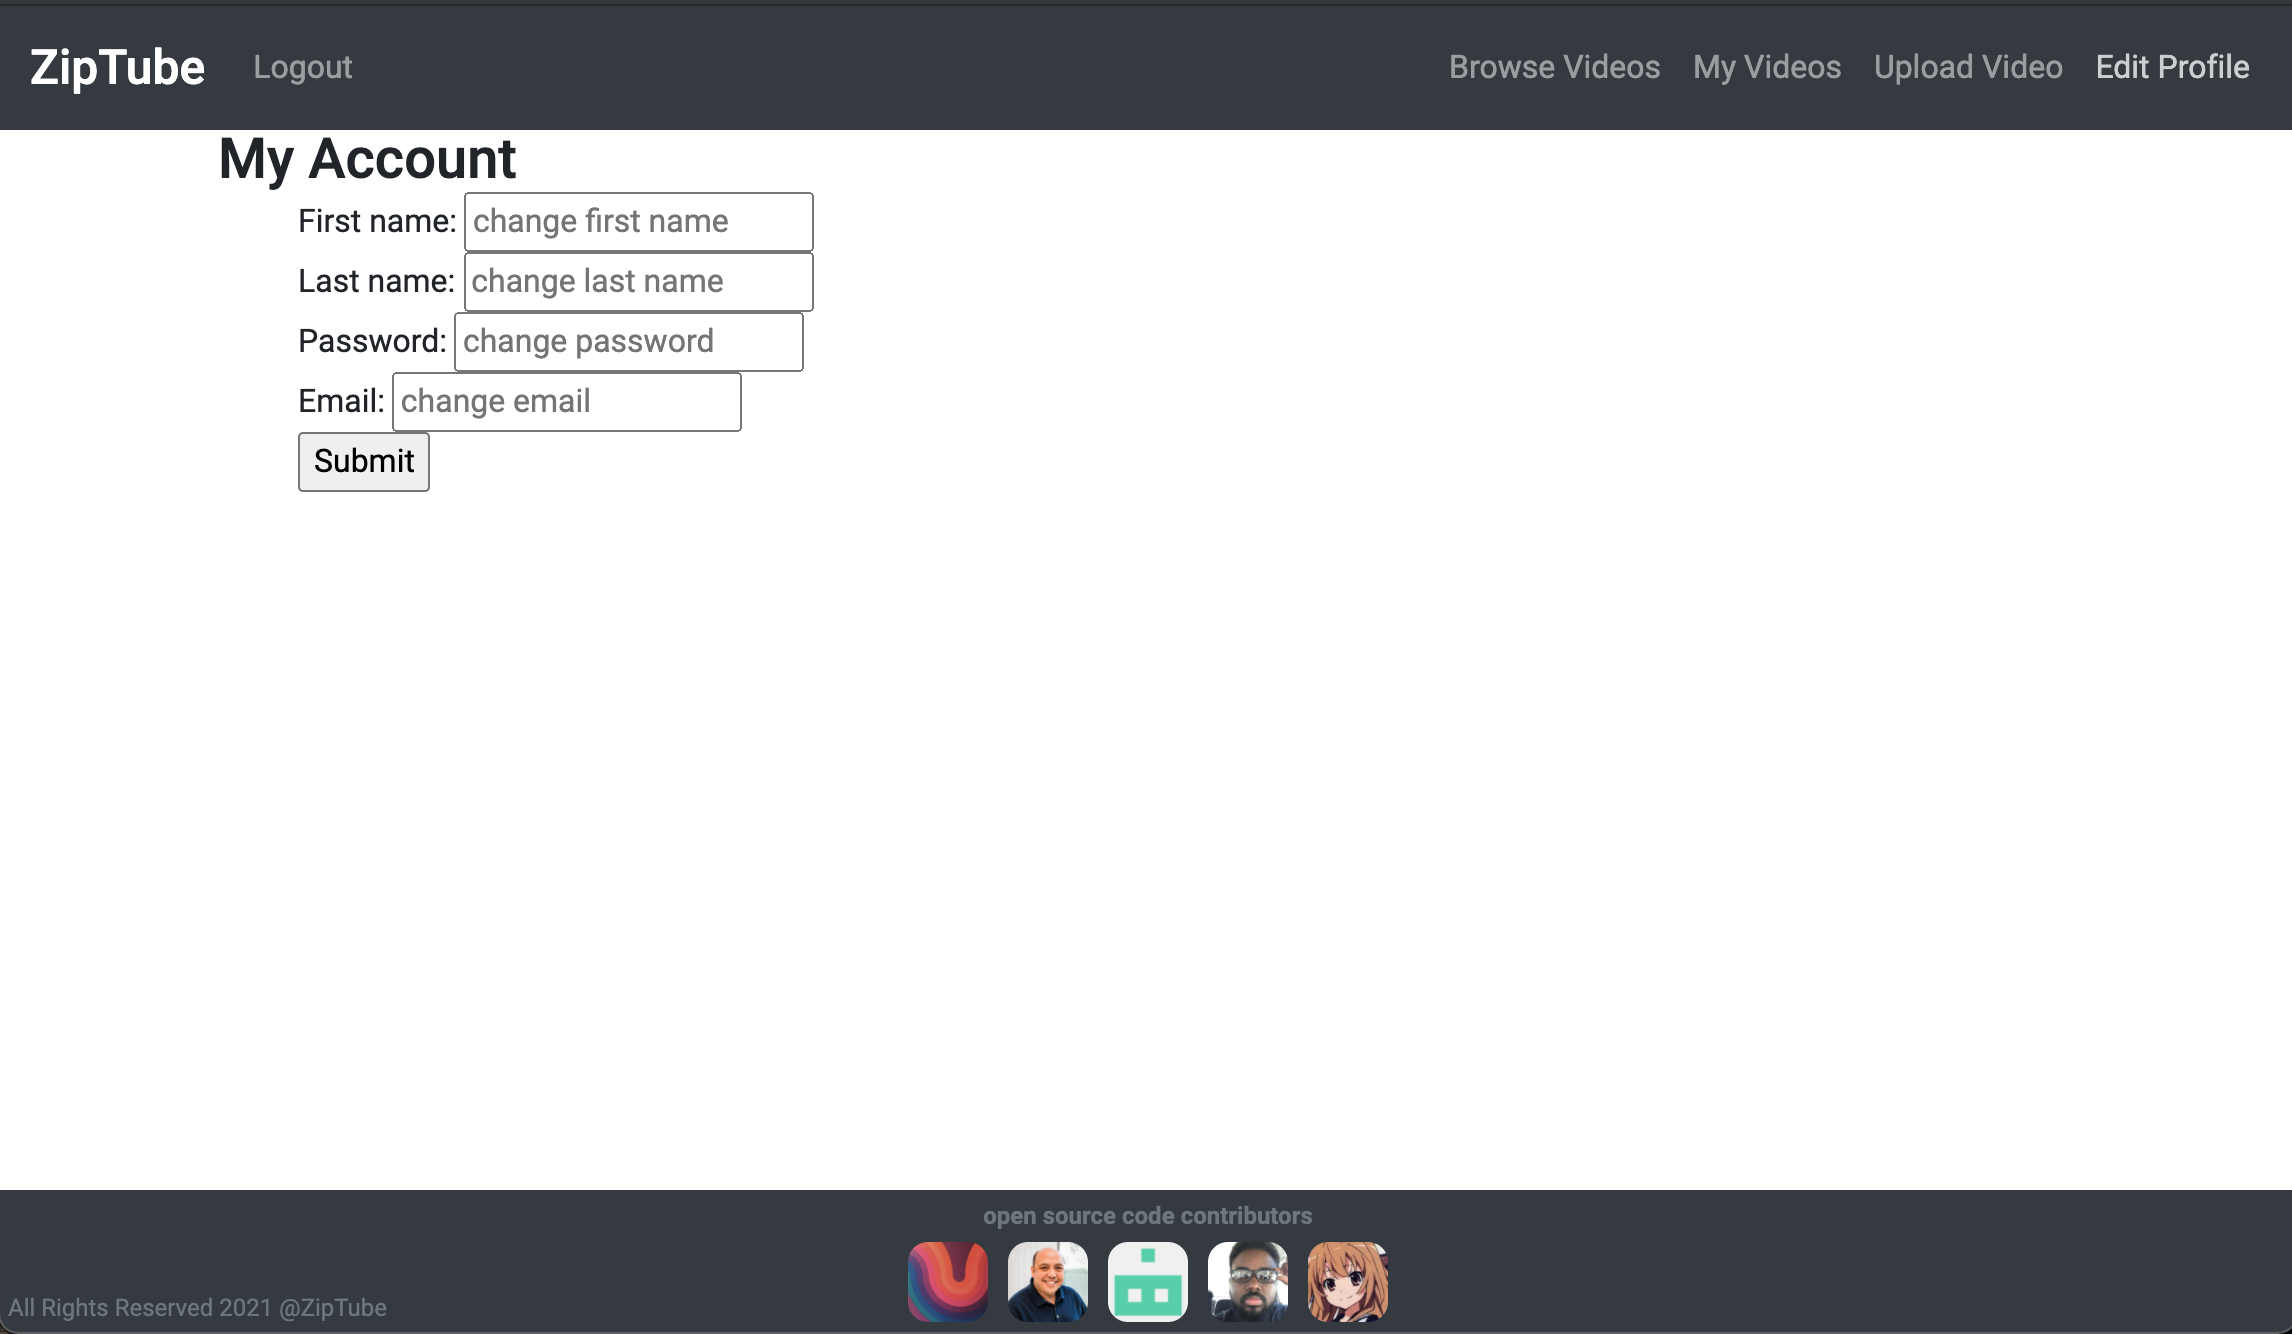 ZipTube Logout Browse Videos My Videos Upload Video Edit Profile
My Account
First name: change first name
Last name: change last name
Password: change password
Email: change email
Submit
open source code contributors
All Rights Reserved 2021 @ZipTube